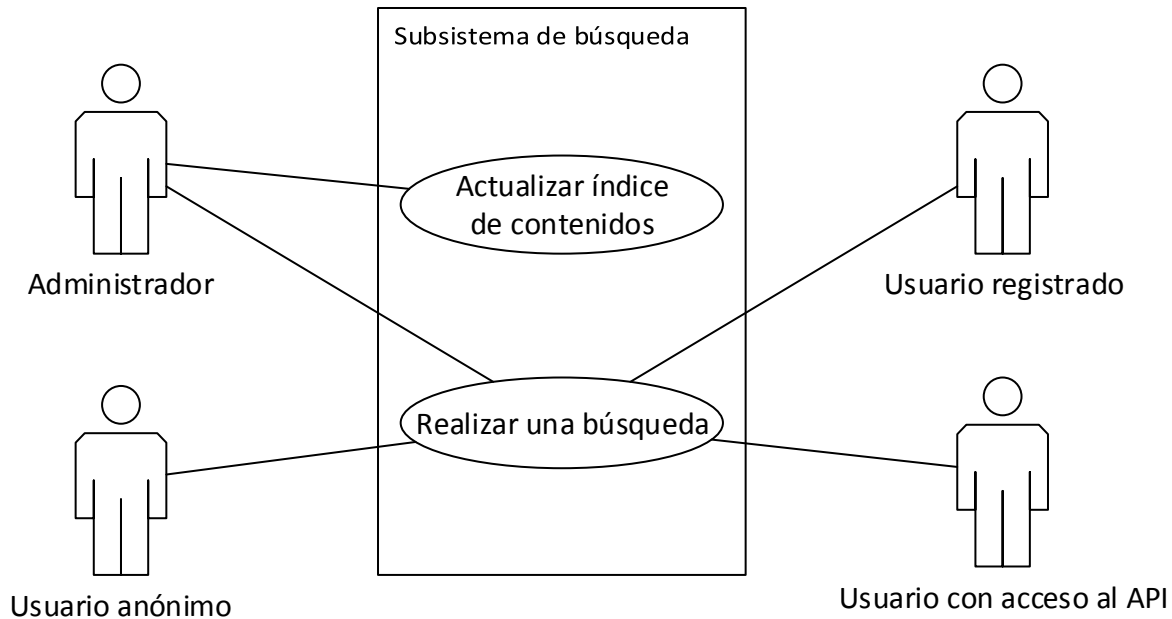 Subsistema de búsqueda
Actualizar índice
de contenidos
Administrador
Usuario registrado
Realizar una búsqueda
Usuario anónimo
Usuario con acceso al API